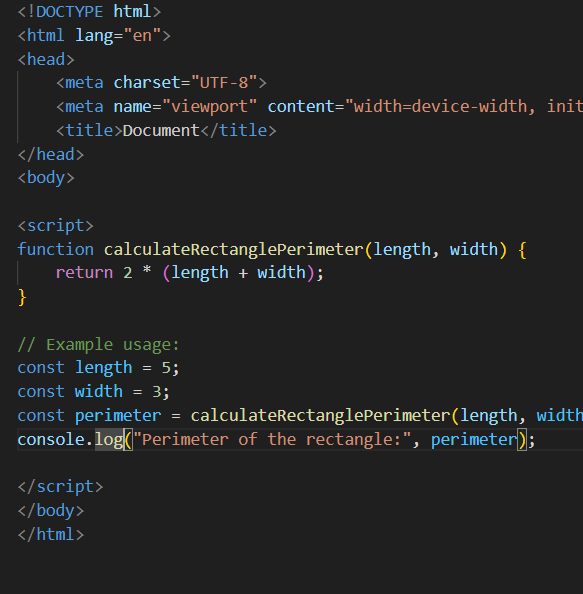 <!DOCTYPE html>
<html lang="en">
<head>
    <meta charset="UTF-8">
    <meta name="viewport" content="width=device-width, init
    <title>Document</title>
</head>
<body>

<script>
function calculateRectanglePerimeter(length, width) {
    return 2 * (length + width);
}

// Example usage:
const length = 5;
const width = 3;
const perimeter = calculateRectanglePerimeter(length, width
console.log("Perimeter of the rectangle:", perimeter);

</script>
</body>
</html>